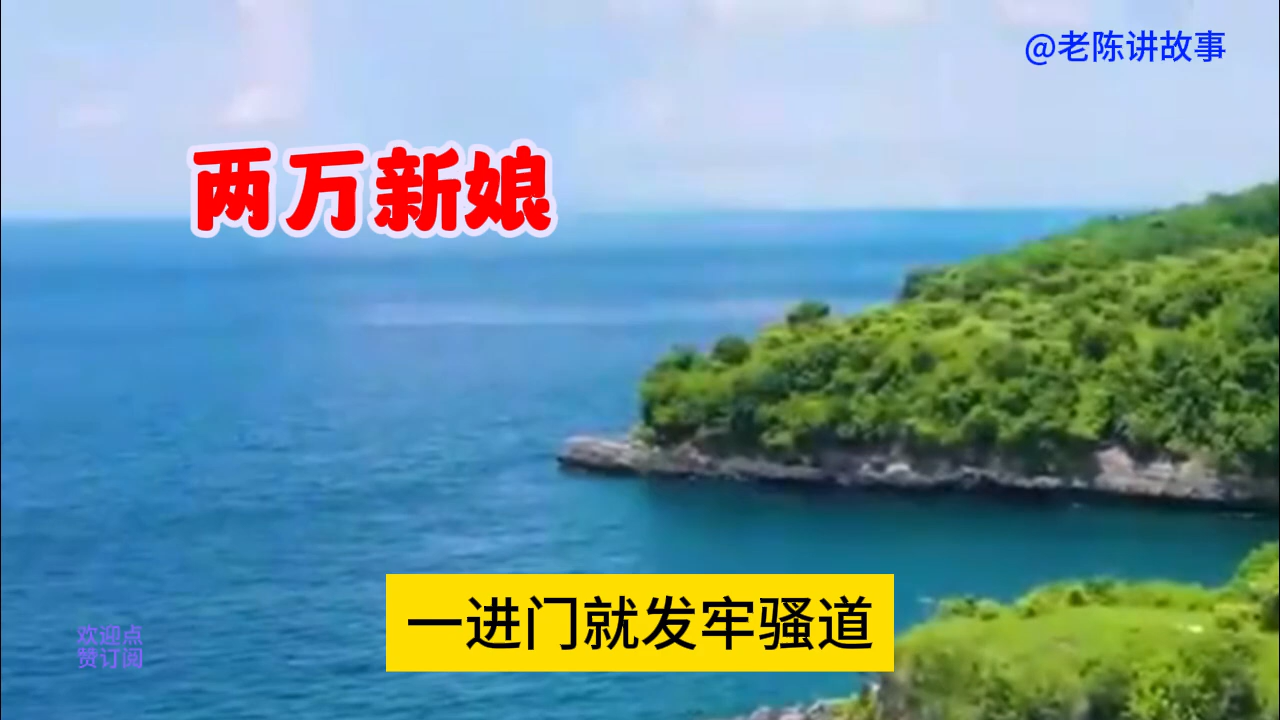 @老陈讲故事
两万新娘
一进门就发牢骚道
欢迎点
赞订阅